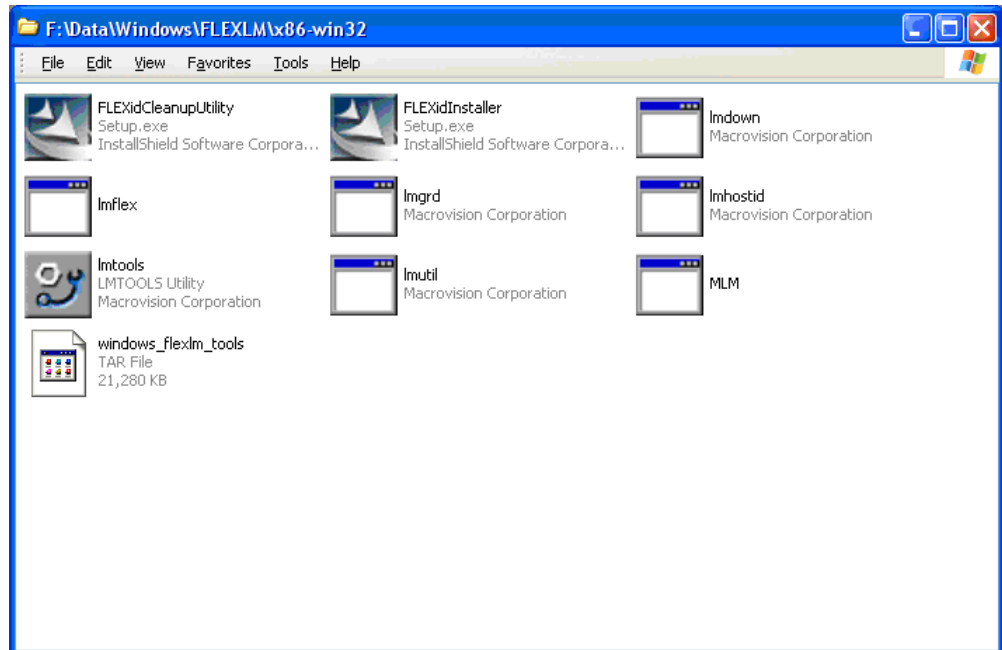 F:\Data\Windows\FLEXLM\x86-win32
File Edit View Favorites Tools Help
FLEXidCleanupUtility
Setup.exe
InstallShield Software Corpora...
FLEXidInstaller
Setup.exe
InstallShield Software Corpora...
lmdown
Macrovision Corporation
lmflex
lmgrd
Macrovision Corporation
lmhostid
Macrovision Corporation
lmtools
LMTOOLS Utility
Macrovision Corporation
lmutil
Macrovision Corporation
MLM
windows_flexlm_tools
TAR File
21,280 KB